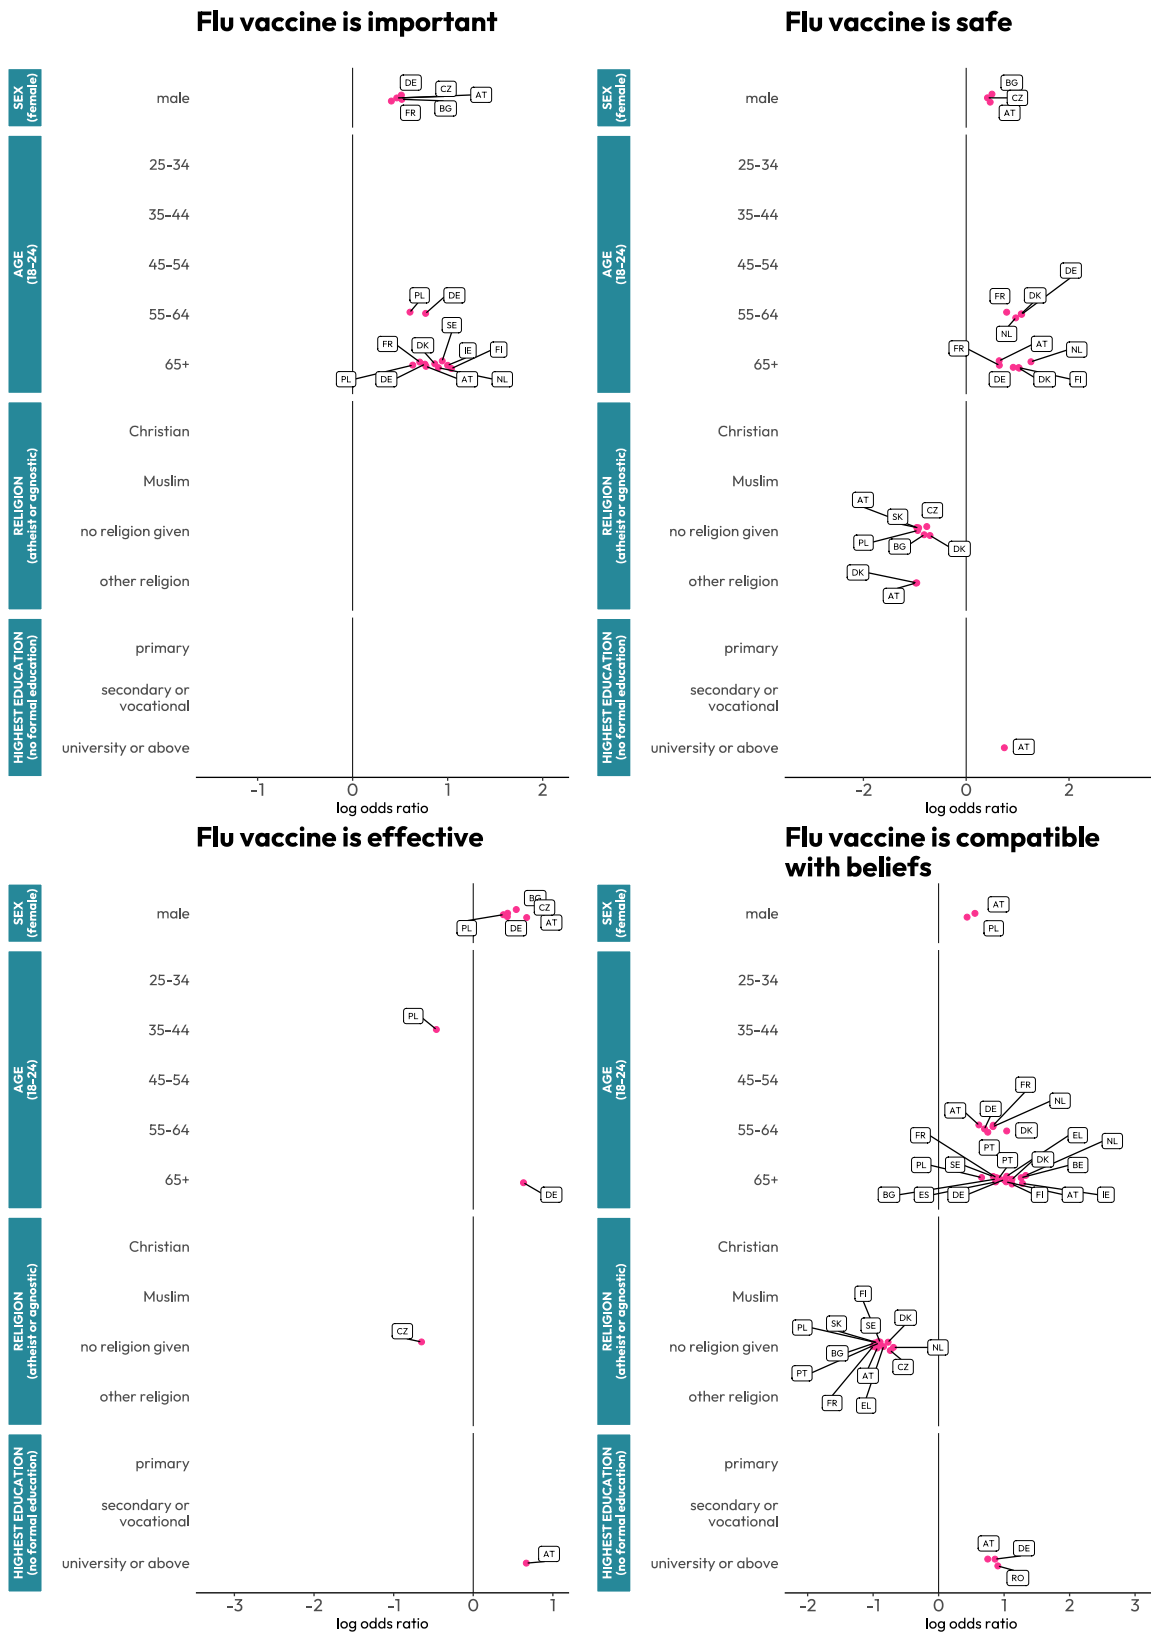 Flu vaccine is important
SEX
(female)
male
DE
CZ
AT
FR
BG
AGE
(18-24)
25-34
35-44
45-54
55-64
65+
PL
DE
SE
FR
DK
IE
FI
PL
DE
AT
NL
RELIGION
(atheist or agnostic)
Christian
Muslim
no religion given
other religion
HIGHEST EDUCATION
(no formal education)
primary
secondary or
vocational
university or above
-1
0
1
2
log odds ratio
Flu vaccine is safe
SEX
(female)
male
BG
CZ
AT
AGE
(18-24)
25-34
35-44
45-54
55-64
65+
DE
FR
DK
NL
FR
AT
NL
DE
DK
FI
RELIGION
(atheist or agnostic)
Christian
Muslim
no religion given
other religion
AT
SK
CZ
PL
BG
DK
DK
AT
HIGHEST EDUCATION
(no formal education)
primary
secondary or
vocational
university or above
AT
-2
0
2
log odds ratio
Flu vaccine is effective
SEX
(female)
male
BG
CZ
AT
PL
DE
AGE
(18-24)
25-34
35-44
45-54
55-64
65+
PL
DE
RELIGION
(atheist or agnostic)
Christian
Muslim
no religion given
other religion
CZ
HIGHEST EDUCATION
(no formal education)
primary
secondary or
vocational
university or above
AT
-3
-2
-1
0
1
log odds ratio
Flu vaccine is compatible
with beliefs
SEX
(female)
male
AT
PL
AGE
(18-24)
25-34
35-44
45-54
55-64
65+
FR
NL
AT
DE
DK
PT
FR
EL
NL
PL
SE
PT
DK
BE
BG
ES
DE
FI
AT
IE
RELIGION
(atheist or agnostic)
Christian
Muslim
no religion given
other religion
FI
PL
SK
SE
DK
NL
BG
PT
AT
CZ
FR
EL
HIGHEST EDUCATION
(no formal education)
primary
secondary or
vocational
university or above
AT
DE
RO
-2
-1
0
1
2
3
log odds ratio